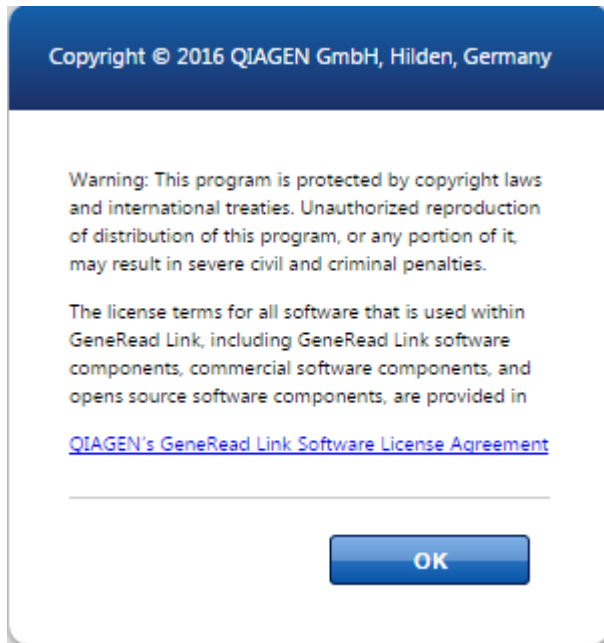 Copyright © 2016 QIAGEN GmbH, Hilden, Germany
Warning: This program is protected by copyright laws
and international treaties. Unauthorized reproduction
of distribution of this program, or any portion of it,
may result in severe civil and criminal penalties.
The license terms for all software that is used within
GeneRead Link, including GeneRead Link software
components, commercial software components, and
opens source software components, are provided in
QIAGEN's GeneRead Link Software License Agreement
OK